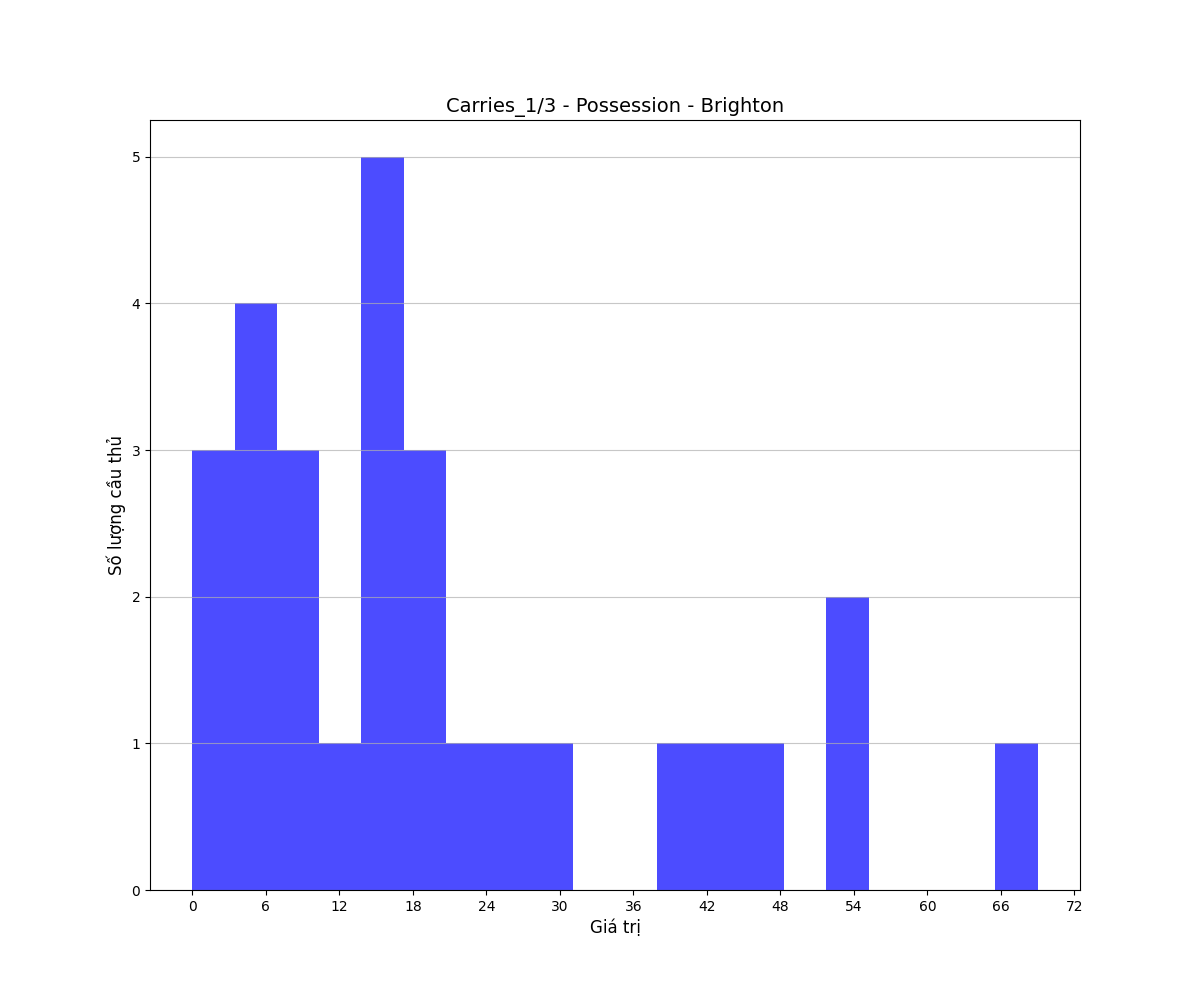 Carries_1/3 - Possession - Brighton
5
4
3
2
1
0
Số lượng cầu thủ
0 6 12 18 24 30 36 42 48 54 60 66 72
Giá trị